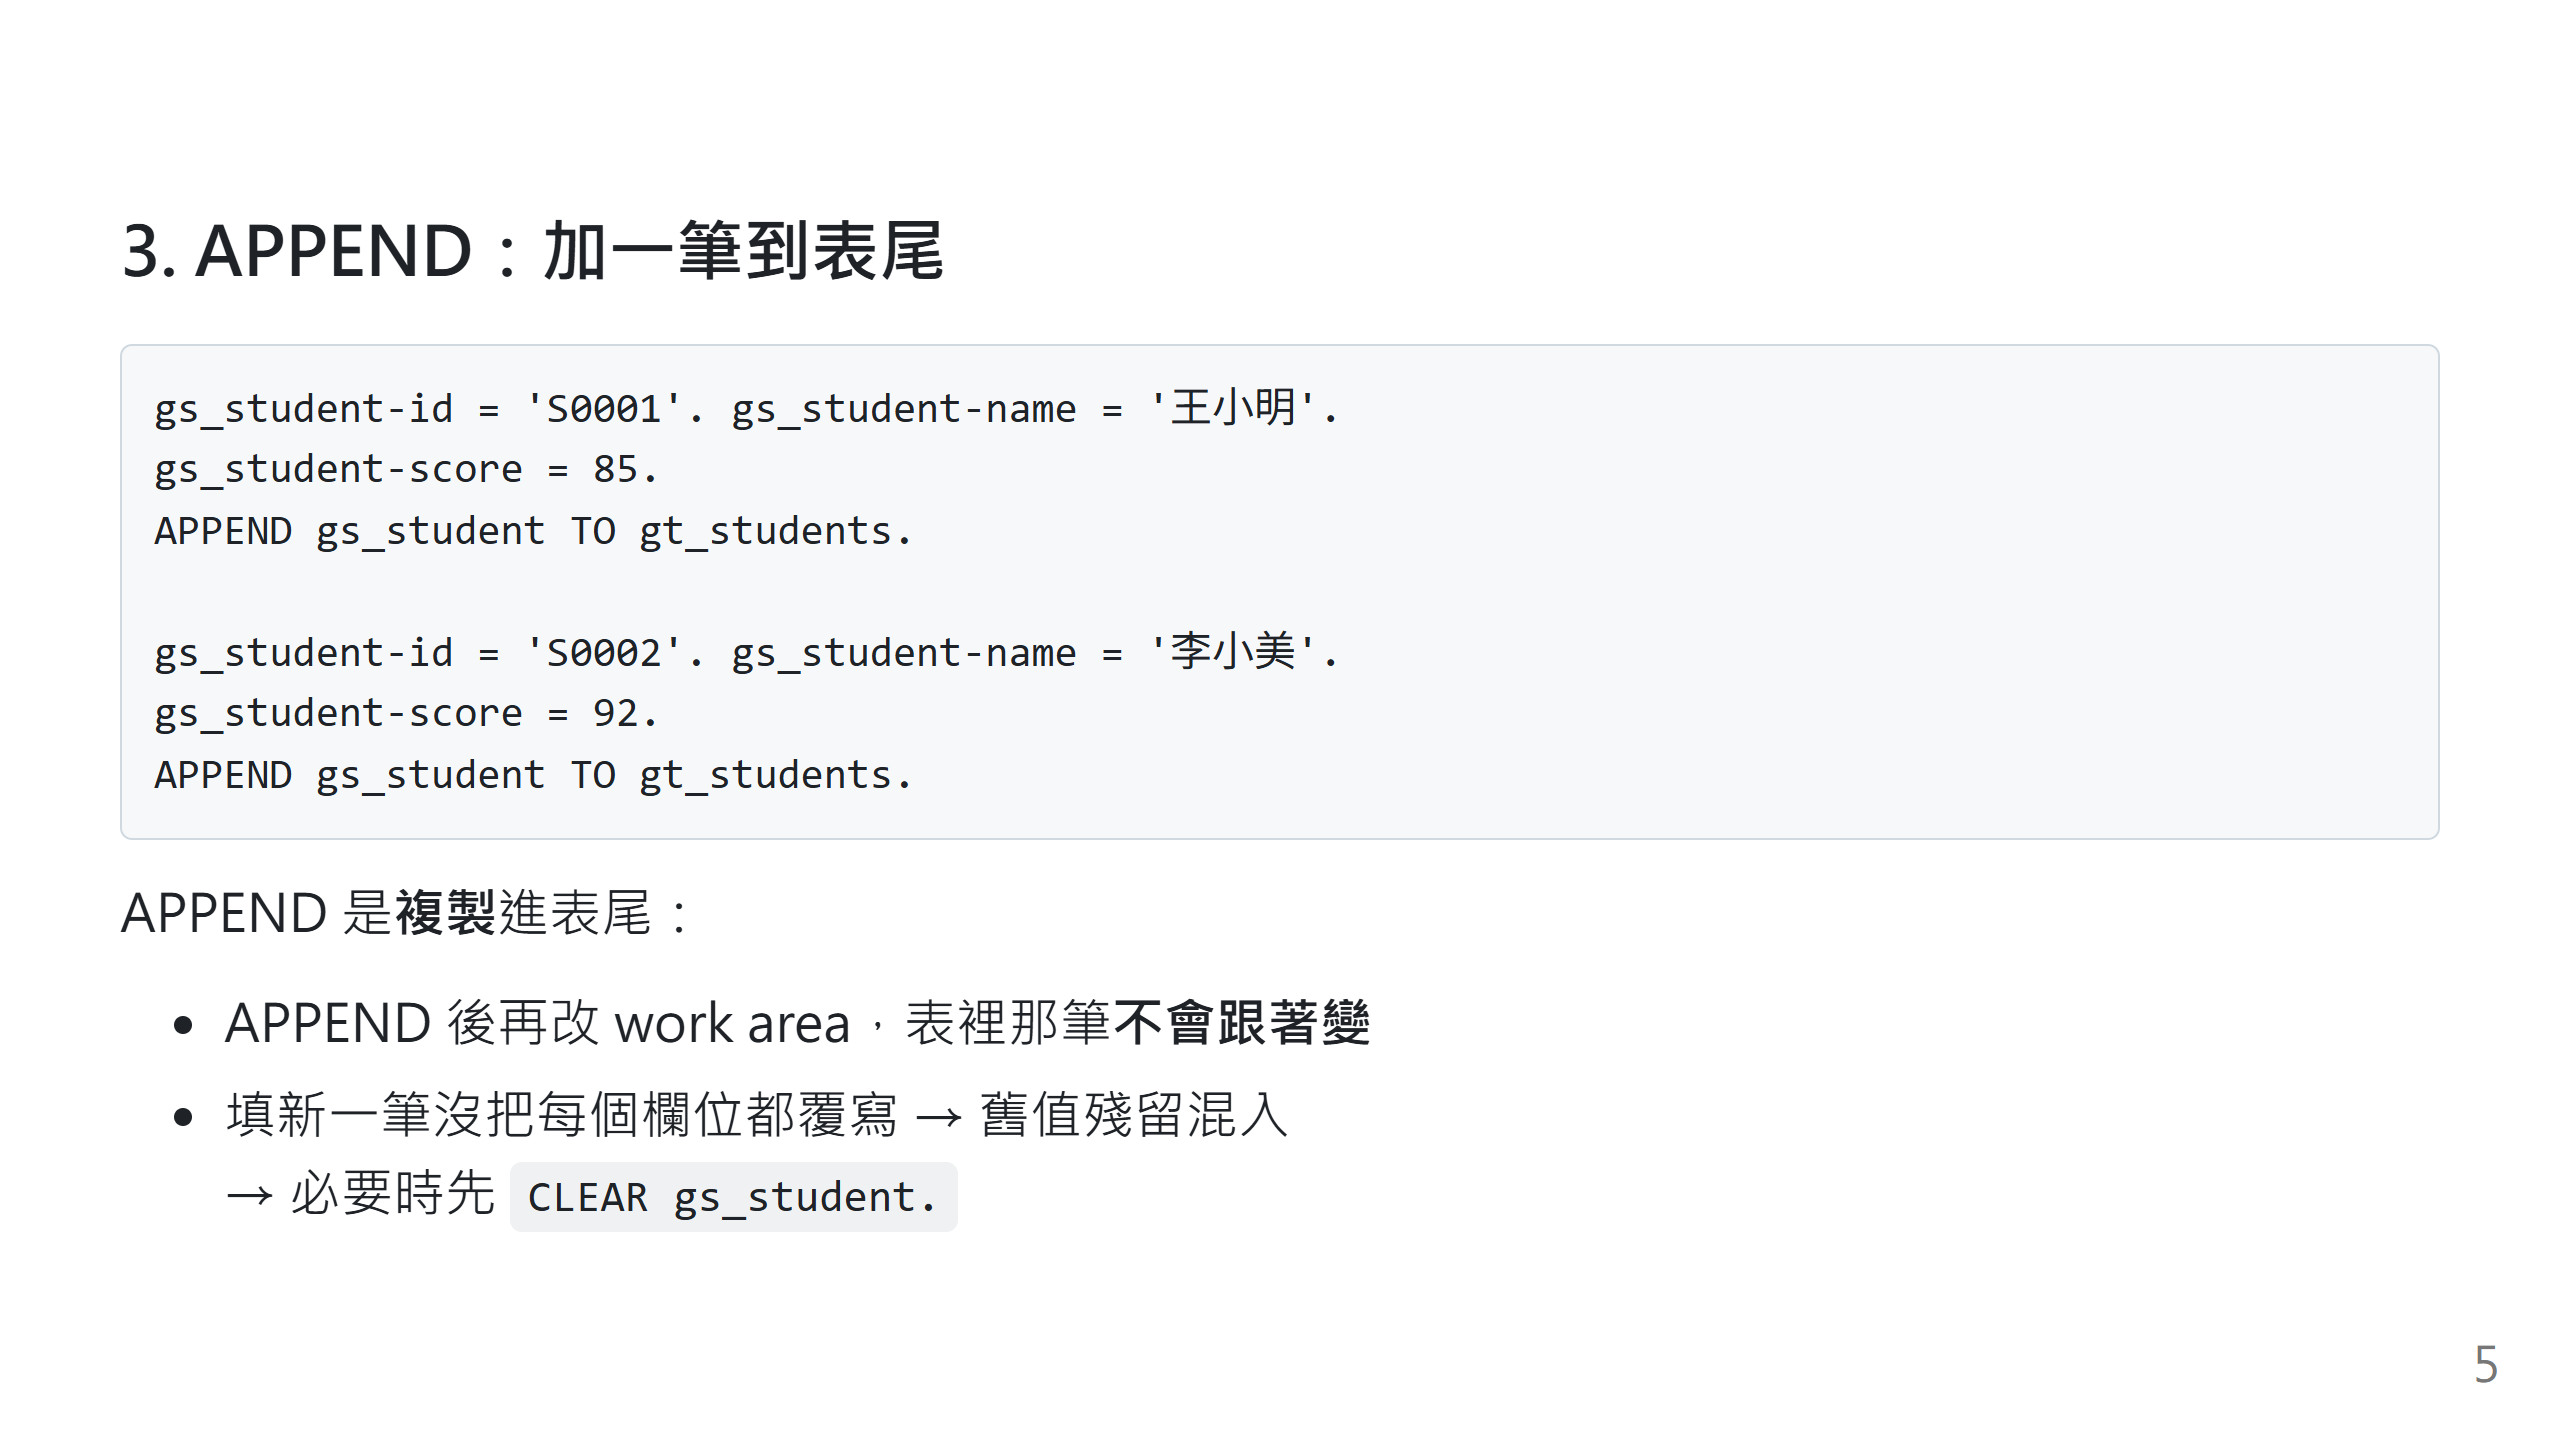 3. APPEND：加一筆到表尾
gs_student-id = 'S0001'. gs_student-name = '王小明'.
gs_student-score = 85.
APPEND gs_student TO gt_students.
gs_student-id = 'S0002'. gs_student-name = '李小美'.
gs_student-score = 92.
APPEND gs_student TO gt_students.
APPEND 是複製進表尾：
• APPEND 後再改 work area，表裡那筆不會跟著變
• 填新一筆沒把每個欄位都覆寫 → 舊值殘留混入
→ 必要時先 CLEAR gs_student.
5